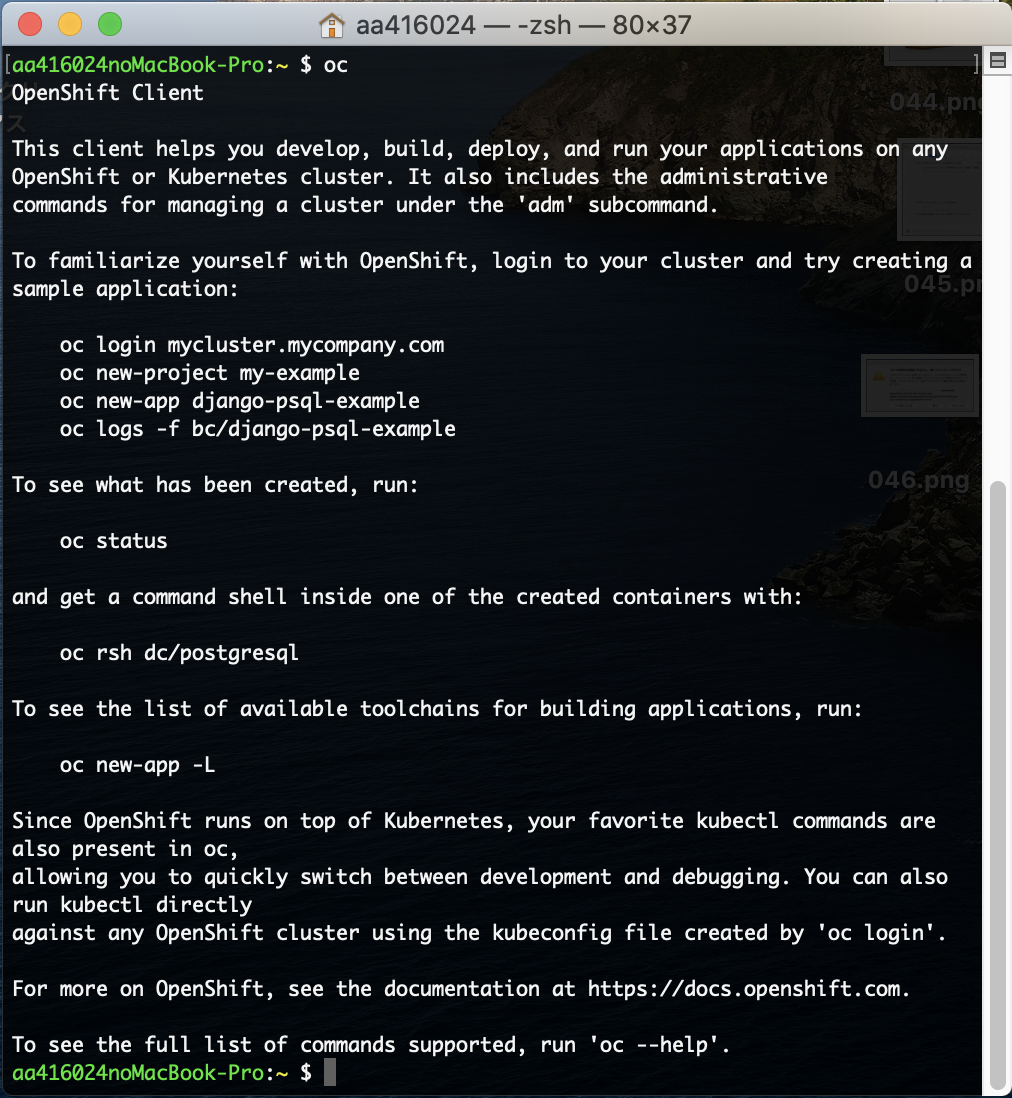 aa416024 — -zsh — 80×37
[aa416024noMacBook-Pro:~ $ oc ]
OpenShift Client
ス
044.png
This client helps you develop, build, deploy, and run your applications on any
OpenShift or Kubernetes cluster. It also includes the administrative
commands for managing a cluster under the 'adm' subcommand.
To familiarize yourself with OpenShift, login to your cluster and try creating a
sample application:
045.pn
oc login mycluster.mycompany.com
oc new-project my-example
oc new-app django-psql-example
oc logs -f bc/django-psql-example
046.png
To see what has been created, run:
oc status
and get a command shell inside one of the created containers with:
oc rsh dc/postgresql
To see the list of available toolchains for building applications, run:
oc new-app -L
Since OpenShift runs on top of Kubernetes, your favorite kubectl commands are
also present in oc,
allowing you to quickly switch between development and debugging. You can also
run kubectl directly
against any OpenShift cluster using the kubeconfig file created by 'oc login'.
For more on OpenShift, see the documentation at https://docs.openshift.com.
To see the full list of commands supported, run 'oc --help'.
aa416024noMacBook-Pro:~ $